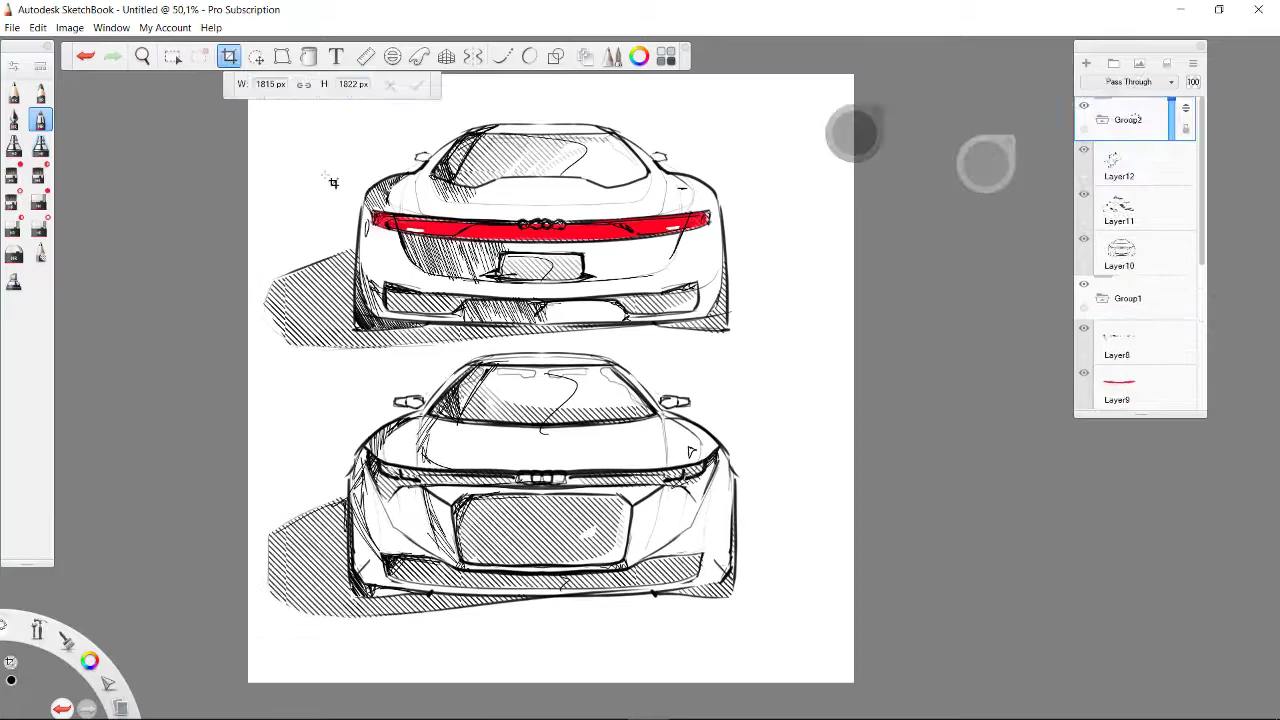 Autodesk SketchBook - Untitled @ 50,1% - Pro Subscription
File Edit Image Window My Account Help
W: 1815 px H 1822 px
Pass Through 100
Group2
Layer12
Layer11
Layer10
Group1
Layer8
Layer9